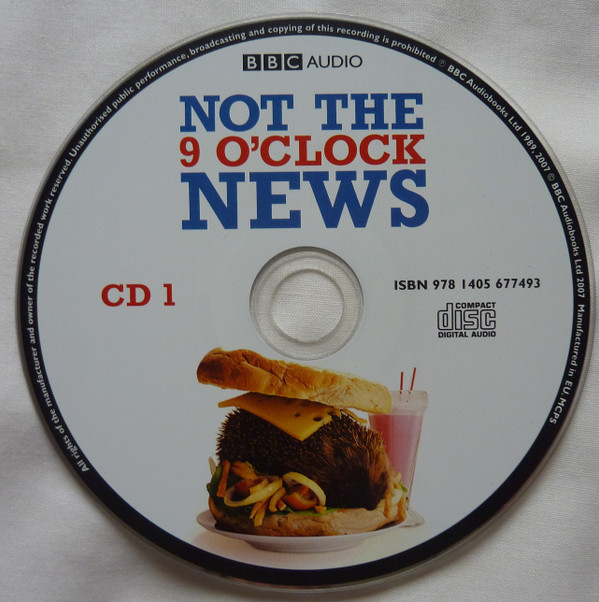 BBC AUDIO
NOT THE
9 O'CLOCK
NEWS
CD 1
ISBN 978 1405 677493
COMPACT
disc
DIGITAL AUDIO
All rights of the manufacturer and owner of the recorded work reserved. Unauthorised public performance, broadcasting and copying of this recording is prohibited ℗ BBC Audiobooks Ltd 1989, 2007 © BBC Audiobooks Ltd 2007 Manufactured in EU. MCPS